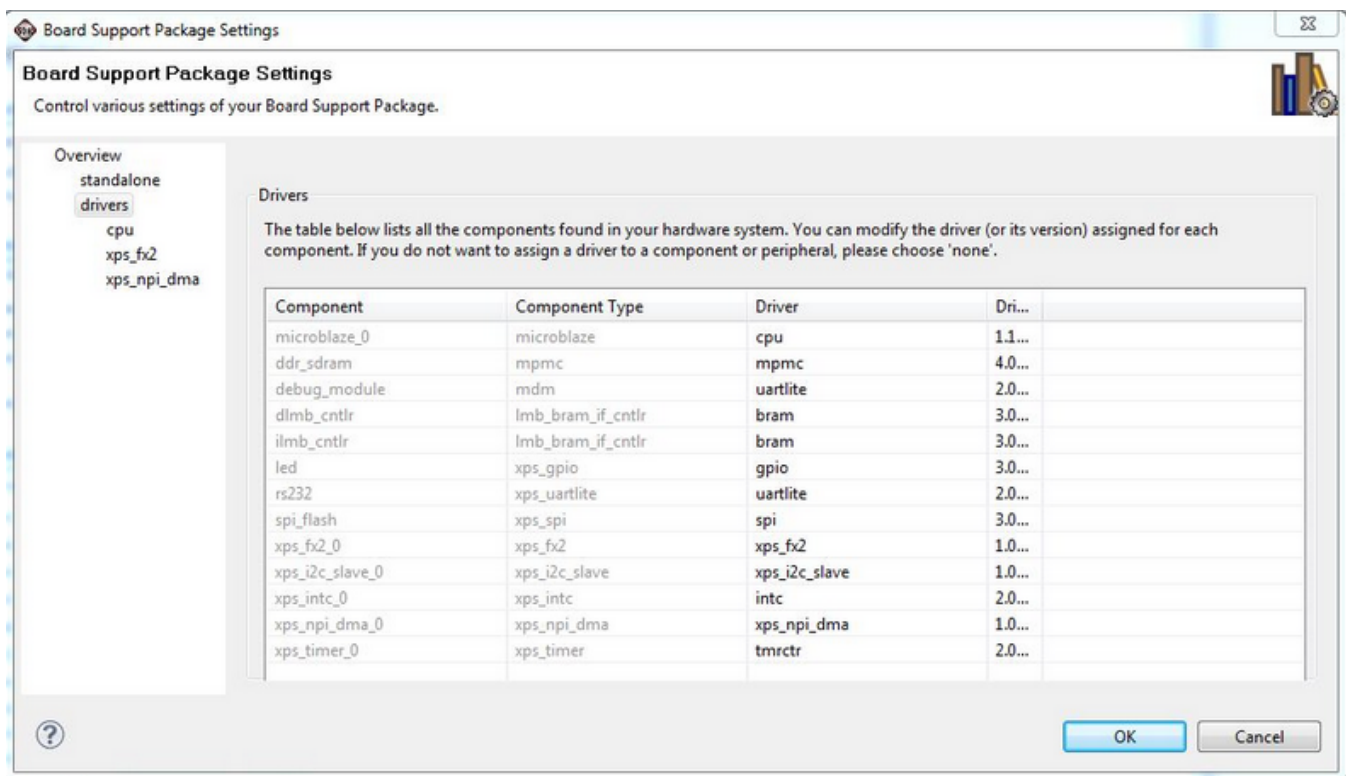 Board Support Package Settings
Board Support Package Settings
Control various settings of your Board Support Package.
Overview
standalone
drivers
cpu
xps_fx2
xps_npi_dma
Drivers
The table below lists all the components found in your hardware system. You can modify the driver (or its version) assigned for each
component. If you do not want to assign a driver to a component or peripheral, please choose 'none'.
Component Component Type Driver Dri...
microblaze_0 microblaze cpu 1.1...
ddr_sdram mpmc mpmc 4.0...
debug_module mdm uartlite 2.0...
dlmb_cntlr lmb_bram_if_cntlr bram 3.0...
ilmb_cntlr lmb_bram_if_cntlr bram 3.0...
led xps_gpio gpio 3.0...
rs232 xps_uartlite uartlite 2.0...
spi_flash xps_spi spi 3.0...
xps_fx2_0 xps_fx2 xps_fx2 1.0...
xps_i2c_slave_0 xps_i2c_slave xps_i2c_slave 1.0...
xps_intc_0 xps_intc intc 2.0...
xps_npi_dma_0 xps_npi_dma xps_npi_dma 1.0...
xps_timer_0 xps_timer tmrctr 2.0...
?
OK Cancel